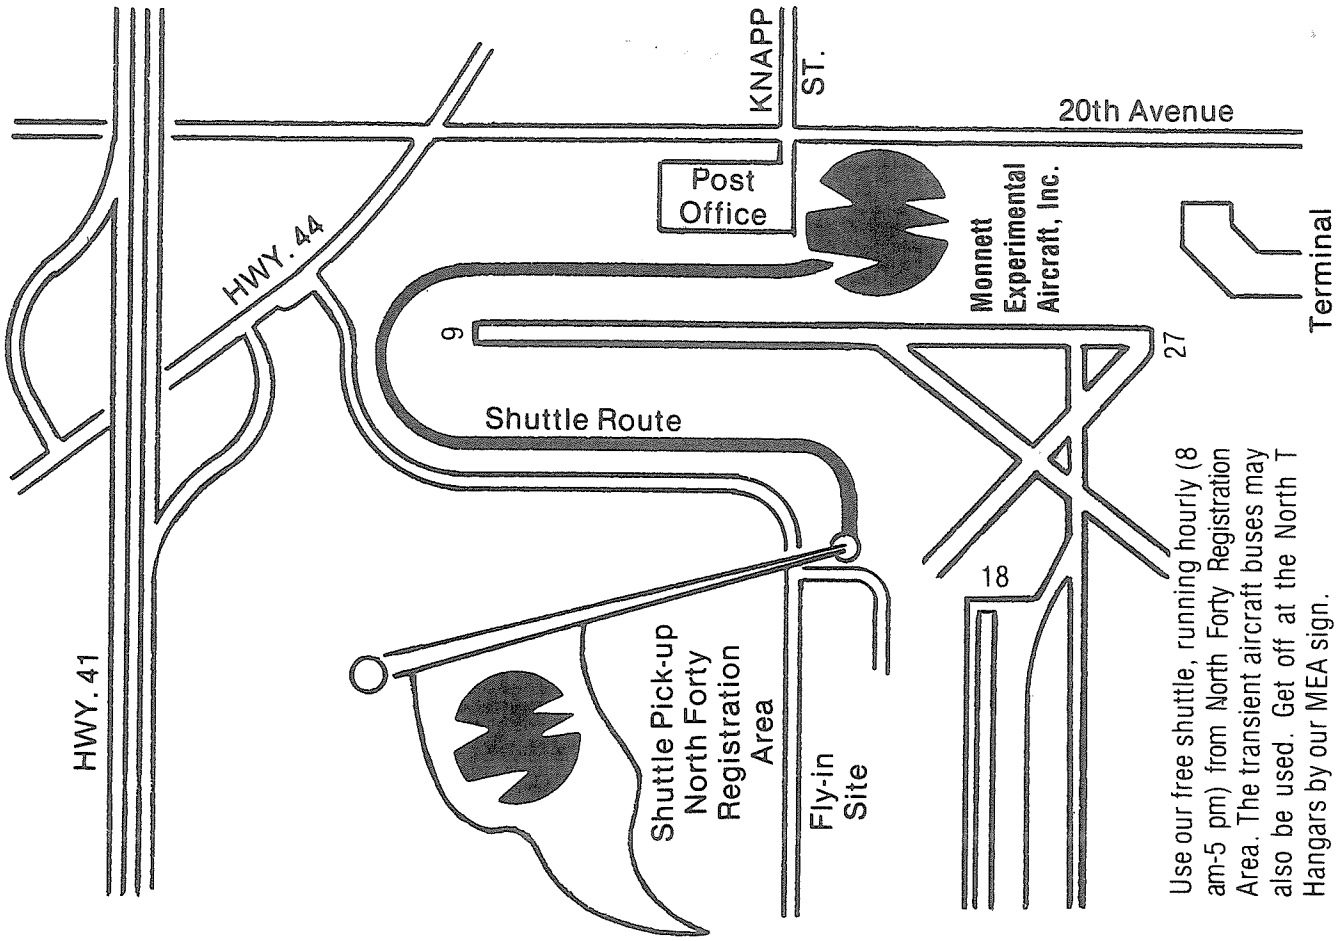 HWY. 41
HWY. 44
KNAPP
ST.
20th Avenue
Post
Office
Monnett
Experimental
Aircraft, Inc.
Terminal
9
27
18
Shuttle Route
Shuttle Pick-up
North Forty
Registration
Area
Fly-in
Site
Use our free shuttle, running hourly (8
am-5 pm) from North Forty Registration
Area. The transient aircraft buses may
also be used. Get off at the North T
Hangars by our MEA sign.